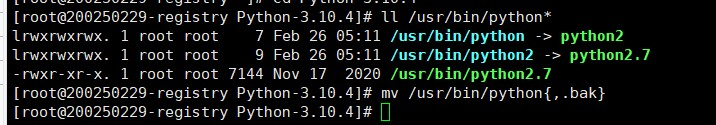 [root@200250229-registry Python-3.10.4]# ll /usr/bin/python*
lrwxrwxrwx. 1 root root    7 Feb 26 05:11 /usr/bin/python -> python2
lrwxrwxrwx. 1 root root    9 Feb 26 05:11 /usr/bin/python2 -> python2.7
-rwxr-xr-x. 1 root root 7144 Nov 17  2020 /usr/bin/python2.7
[root@200250229-registry Python-3.10.4]# mv /usr/bin/python{,.bak}
[root@200250229-registry Python-3.10.4]#